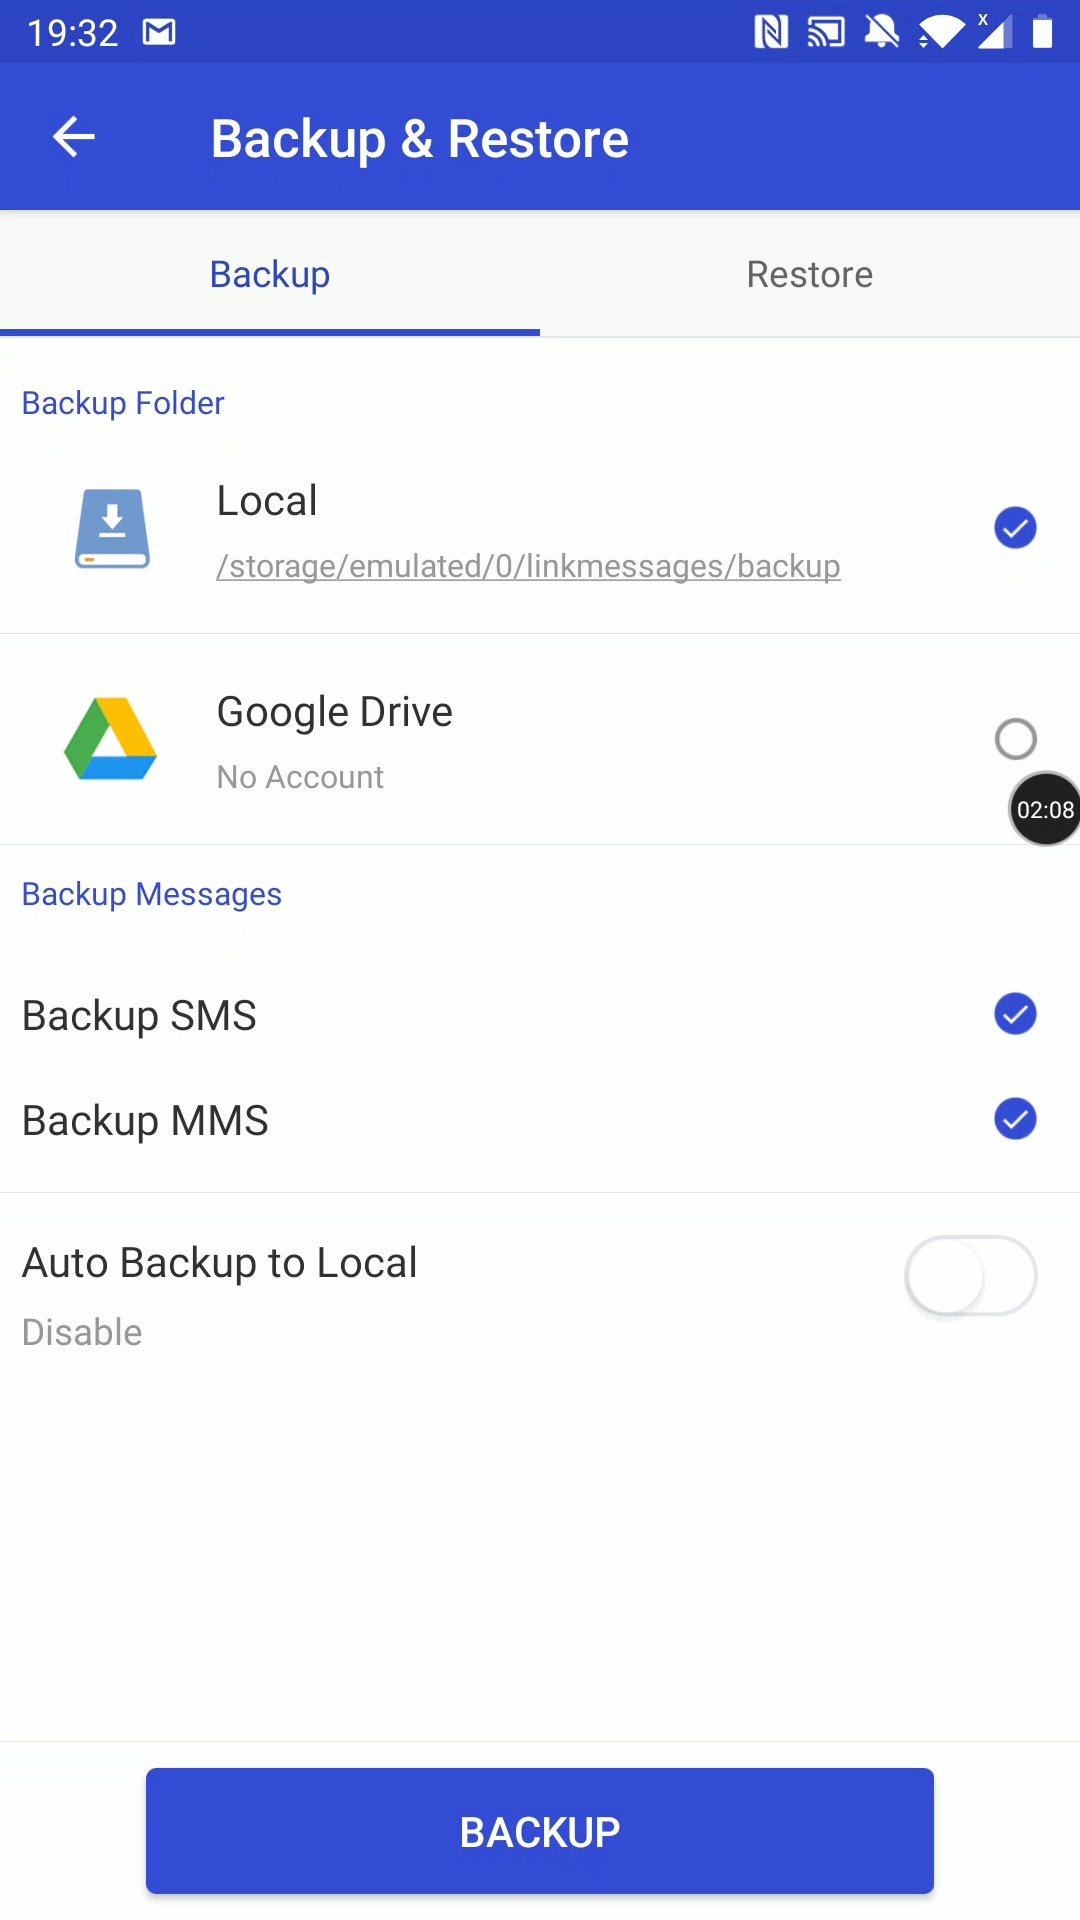 19:32
X
Backup & Restore
Backup
Restore
Backup Folder
Local
/storage/emulated/0/linkmessages/backup
Google Drive
No Account
02:08
Backup Messages
Backup SMS
Backup MMS
Auto Backup to Local
Disable
BACKUP